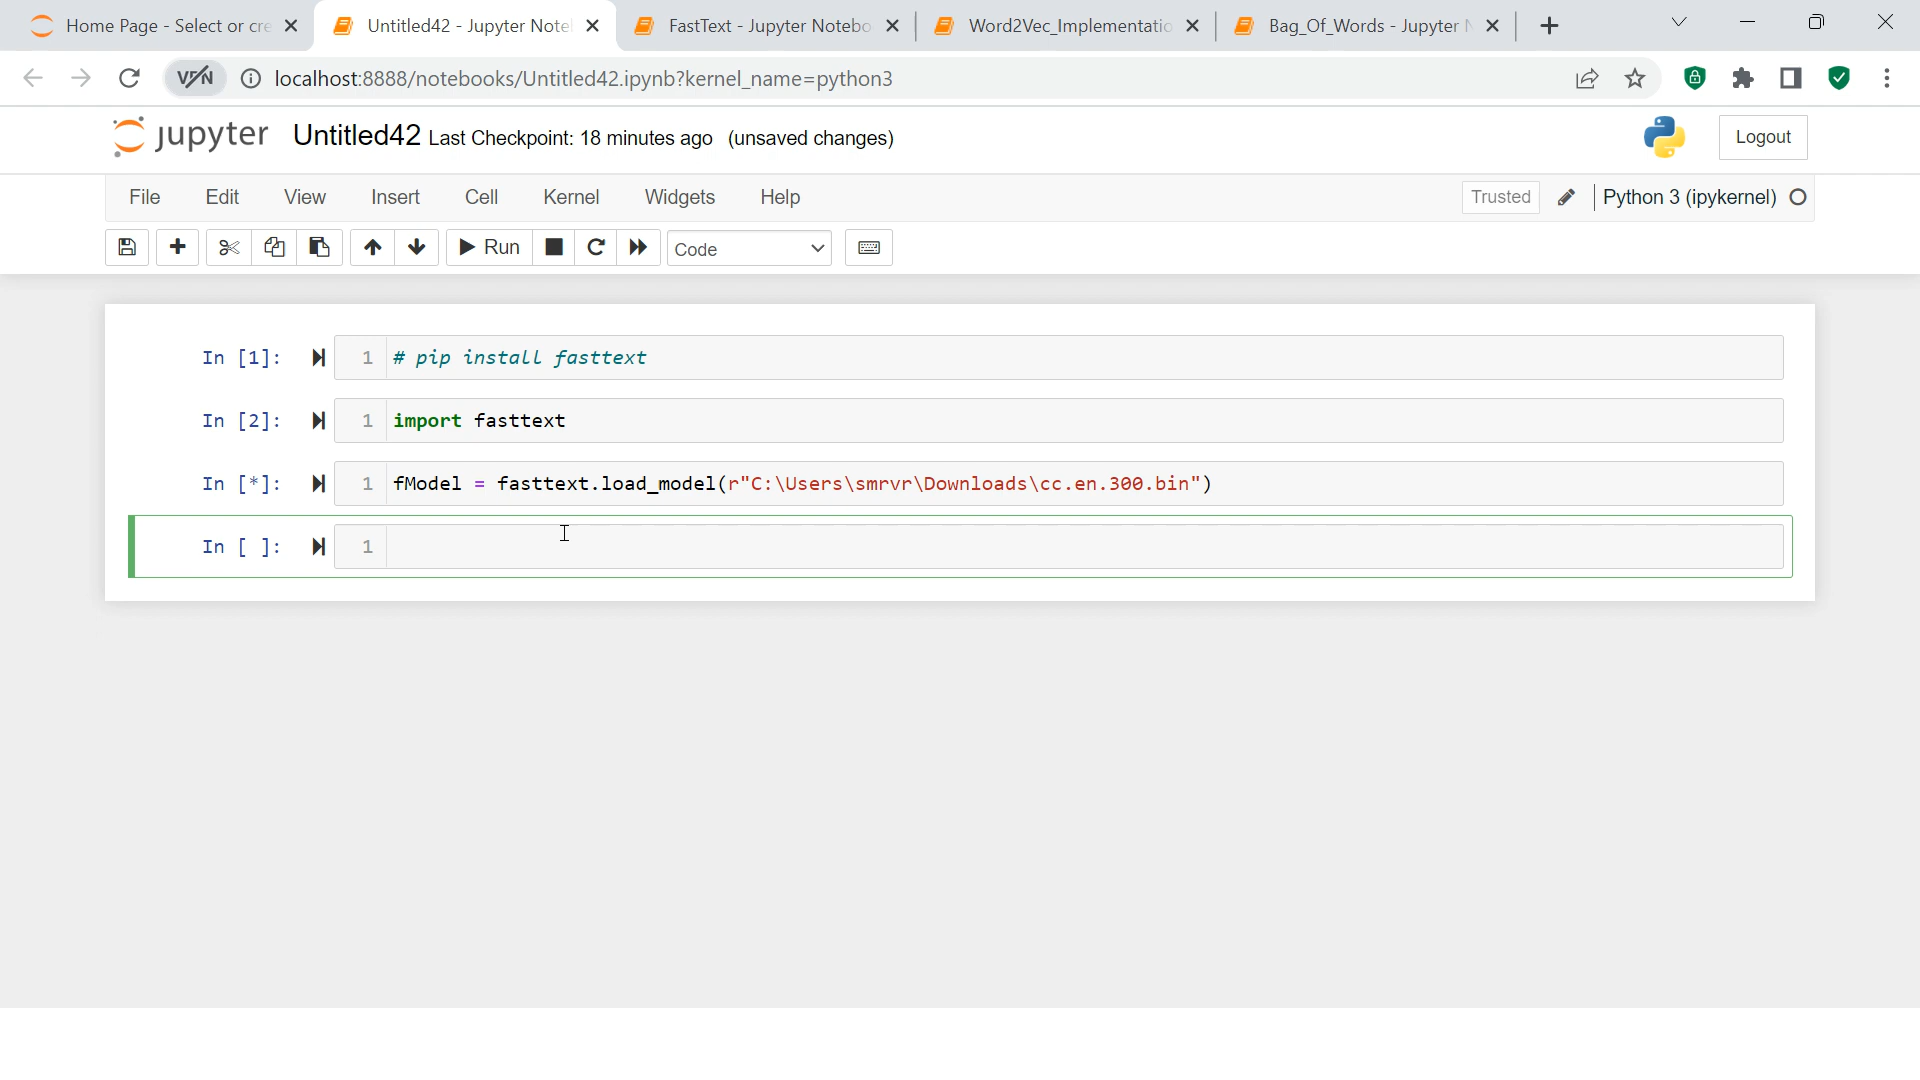 Home Page - Select or cre
Untitled42 - Jupyter Note
FastText - Jupyter Notebo
Word2Vec_Implementatio
Bag_Of_Words - Jupyter N
VPN
localhost:8888/notebooks/Untitled42.ipynb?kernel_name=python3
jupyter Untitled42 Last Checkpoint: 18 minutes ago (unsaved changes)
Logout
File Edit View Insert Cell Kernel Widgets Help
Trusted
Python 3 (ipykernel)
Run
Code
In [1]: 1 # pip install fasttext
In [2]: 1 import fasttext
In [*]: 1 fModel = fasttext.load_model(r"C:\Users\smrvr\Downloads\cc.en.300.bin")
In [ ]: 1